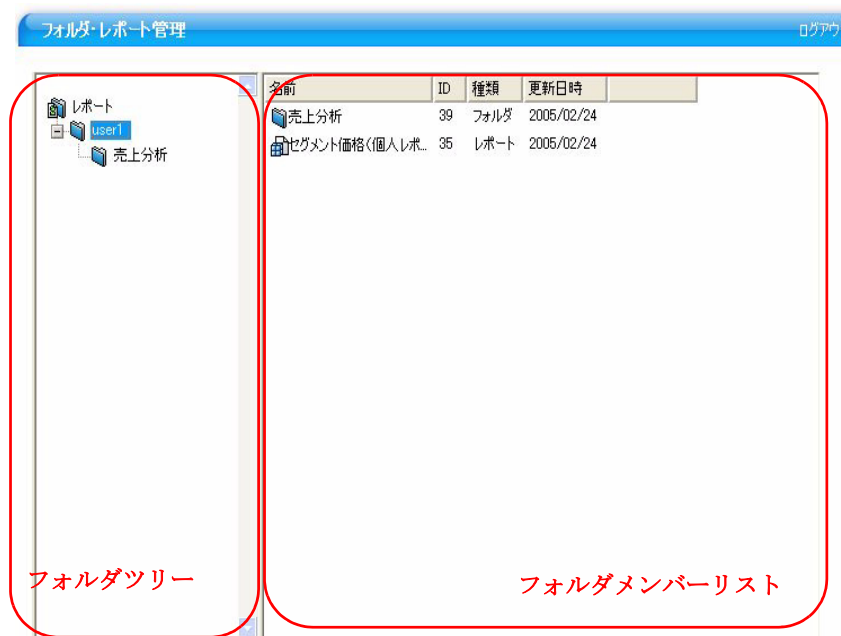 フォルダ・レポート管理
ログアウ
レポート
user1
売上分析
名前 ID 種類 更新日時
売上分析 39 フォルダ 2005/02/24
セグメント価格(個人レポ... 35 レポート 2005/02/24
フォルダツリー
フォルダメンバーリスト